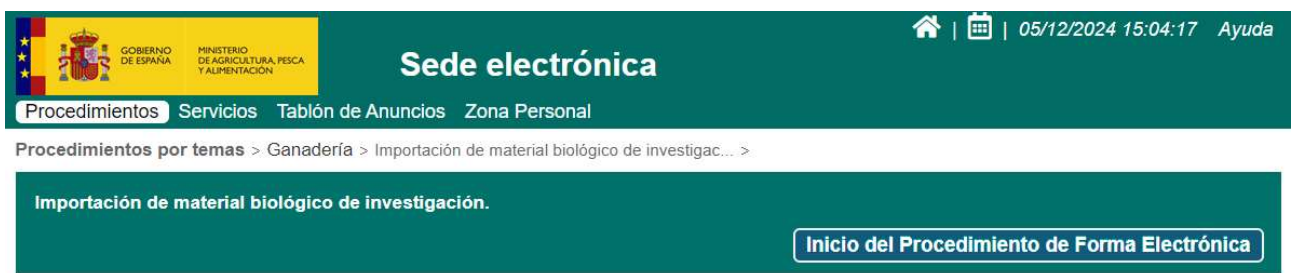 05/12/2024 15:04:17 Ayuda
GOBIERNO
DE ESPAÑA
MINISTERIO
DE AGRICULTURA, PESCA
Y ALIMENTACIÓN
Sede electrónica
Procedimientos Servicios Tablón de Anuncios Zona Personal
Procedimientos por temas > Ganadería > Importación de material biológico de investigac... >
Importación de material biológico de investigación.
Inicio del Procedimiento de Forma Electrónica